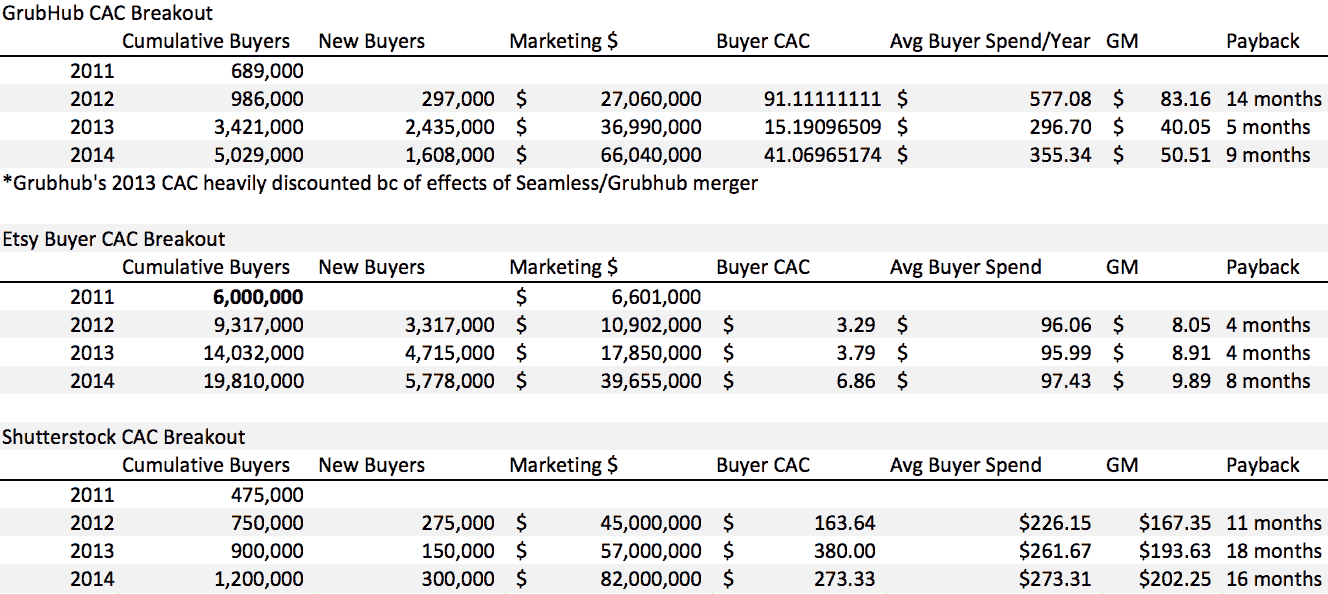 GrubHub CAC Breakout
Cumulative Buyers New Buyers Marketing $ Buyer CAC Avg Buyer Spend/Year GM Payback
2011 689,000
2012 986,000 297,000 $ 27,060,000 91.11111111 $ 577.08 $ 83.16 14 months
2013 3,421,000 2,435,000 $ 36,990,000 15.19096509 $ 296.70 $ 40.05 5 months
2014 5,029,000 1,608,000 $ 66,040,000 41.06965174 $ 355.34 $ 50.51 9 months
*Grubhub's 2013 CAC heavily discounted bc of effects of Seamless/Grubhub merger
Etsy Buyer CAC Breakout
Cumulative Buyers New Buyers Marketing $ Buyer CAC Avg Buyer Spend GM Payback
2011 6,000,000 $ 6,601,000
2012 9,317,000 3,317,000 $ 10,902,000 $ 3.29 $ 96.06 $ 8.05 4 months
2013 14,032,000 4,715,000 $ 17,850,000 $ 3.79 $ 95.99 $ 8.91 4 months
2014 19,810,000 5,778,000 $ 39,655,000 $ 6.86 $ 97.43 $ 9.89 8 months
Shutterstock CAC Breakout
Cumulative Buyers New Buyers Marketing $ Buyer CAC Avg Buyer Spend GM Payback
2011 475,000
2012 750,000 275,000 $ 45,000,000 $ 163.64 $226.15 $167.35 11 months
2013 900,000 150,000 $ 57,000,000 $ 380.00 $261.67 $193.63 18 months
2014 1,200,000 300,000 $ 82,000,000 $ 273.33 $273.31 $202.25 16 months